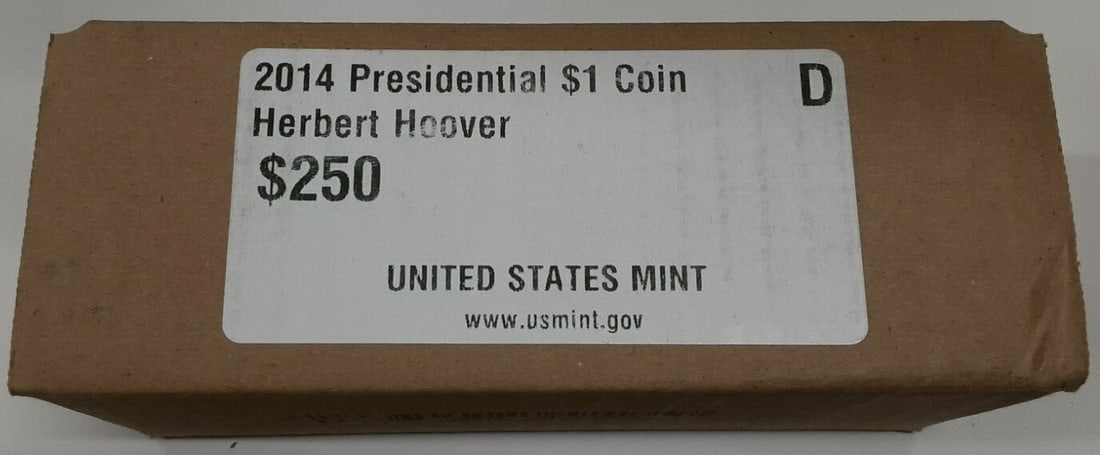 2014 Presidential $1 Coin
D
Herbert Hoover
$250
UNITED STATES MINT
www.usmint.gov